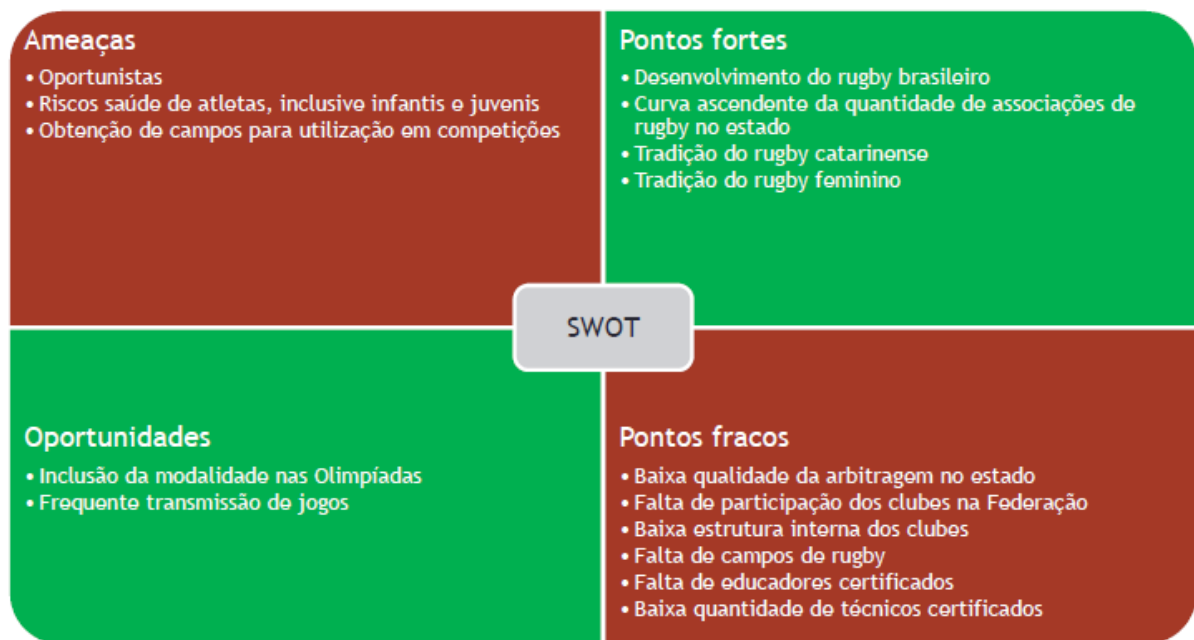 Ameaças
• Oportunistas
• Riscos saúde de atletas, inclusive infantis e juvenis
• Obtenção de campos para utilização em competições
Pontos fortes
• Desenvolvimento do rugby brasileiro
• Curva ascendente da quantidade de associações de
rugby no estado
• Tradição do rugby catarinense
• Tradição do rugby feminino
SWOT
Oportunidades
• Inclusão da modalidade nas Olimpíadas
• Frequente transmissão de jogos
Pontos fracos
• Baixa qualidade da arbitragem no estado
• Falta de participação dos clubes na Federação
• Baixa estrutura interna dos clubes
• Falta de campos de rugby
• Falta de educadores certificados
• Baixa quantidade de técnicos certificados